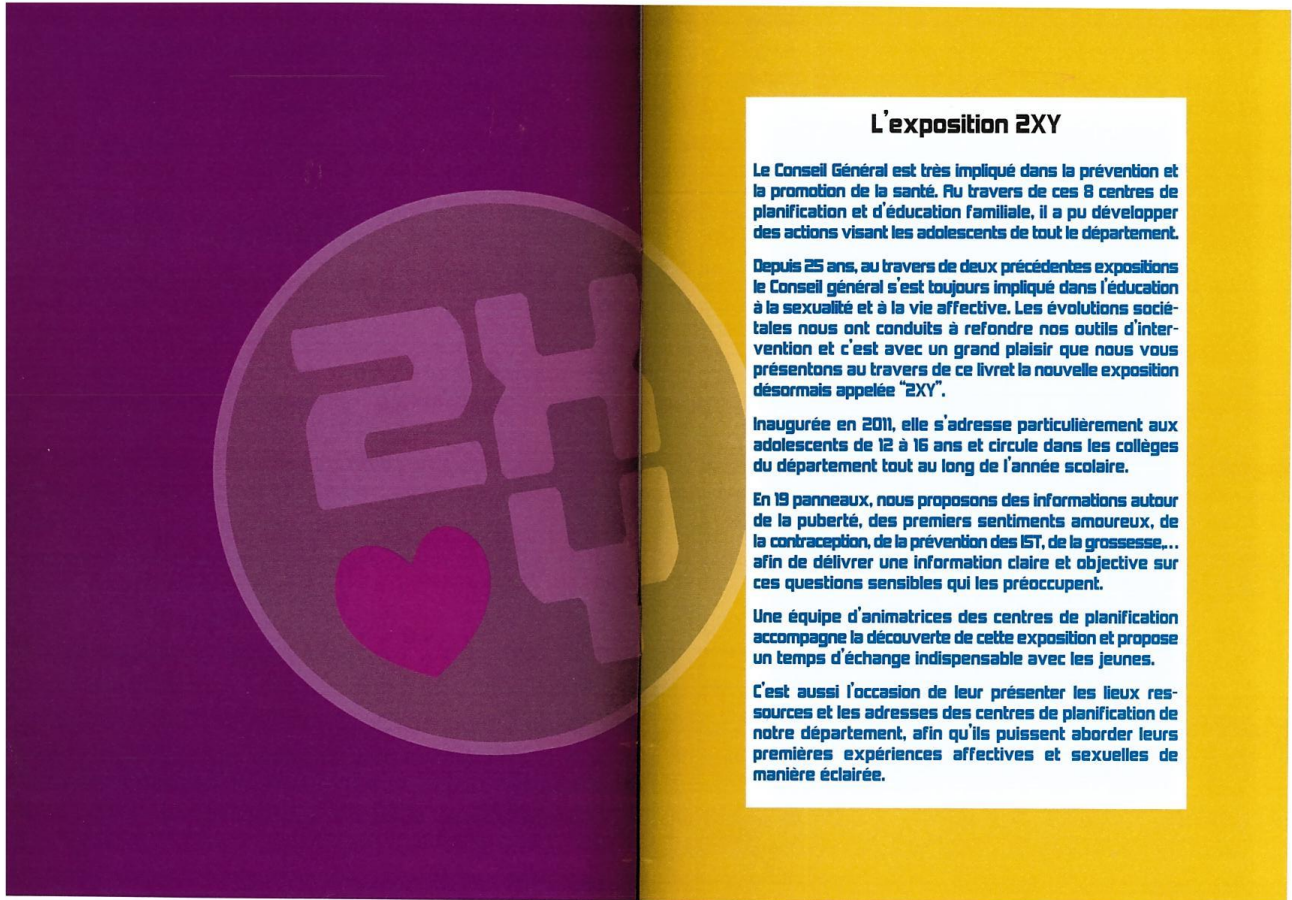 2X
Y
L'exposition 2XY
Le Conseil Général est très impliqué dans la prévention et
la promotion de la santé. Au travers de ces 8 centres de
planification et d'éducation familiale, il a pu développer
des actions visant les adolescents de tout le département.
Depuis 25 ans, au travers de deux précédentes expositions
le Conseil général s'est toujours impliqué dans l'éducation
à la sexualité et à la vie affective. Les évolutions socié-
tales nous ont conduits à refondre nos outils d'inter-
vention et c'est avec un grand plaisir que nous vous
présentons au travers de ce livret la nouvelle exposition
désormais appelée "2XY".
Inaugurée en 2011, elle s'adresse particulièrement aux
adolescents de 12 à 16 ans et circule dans les collèges
du département tout au long de l'année scolaire.
En 19 panneaux, nous proposons des informations autour
de la puberté, des premiers sentiments amoureux, de
la contraception, de la prévention des IST, de la grossesse,...
afin de délivrer une information claire et objective sur
ces questions sensibles qui les préoccupent.
Une équipe d'animatrices des centres de planification
accompagne la découverte de cette exposition et propose
un temps d'échange indispensable avec les jeunes.
C'est aussi l'occasion de leur présenter les lieux res-
sources et les adresses des centres de planification de
notre département, afin qu'ils puissent aborder leurs
premières expériences affectives et sexuelles de
manière éclairée.